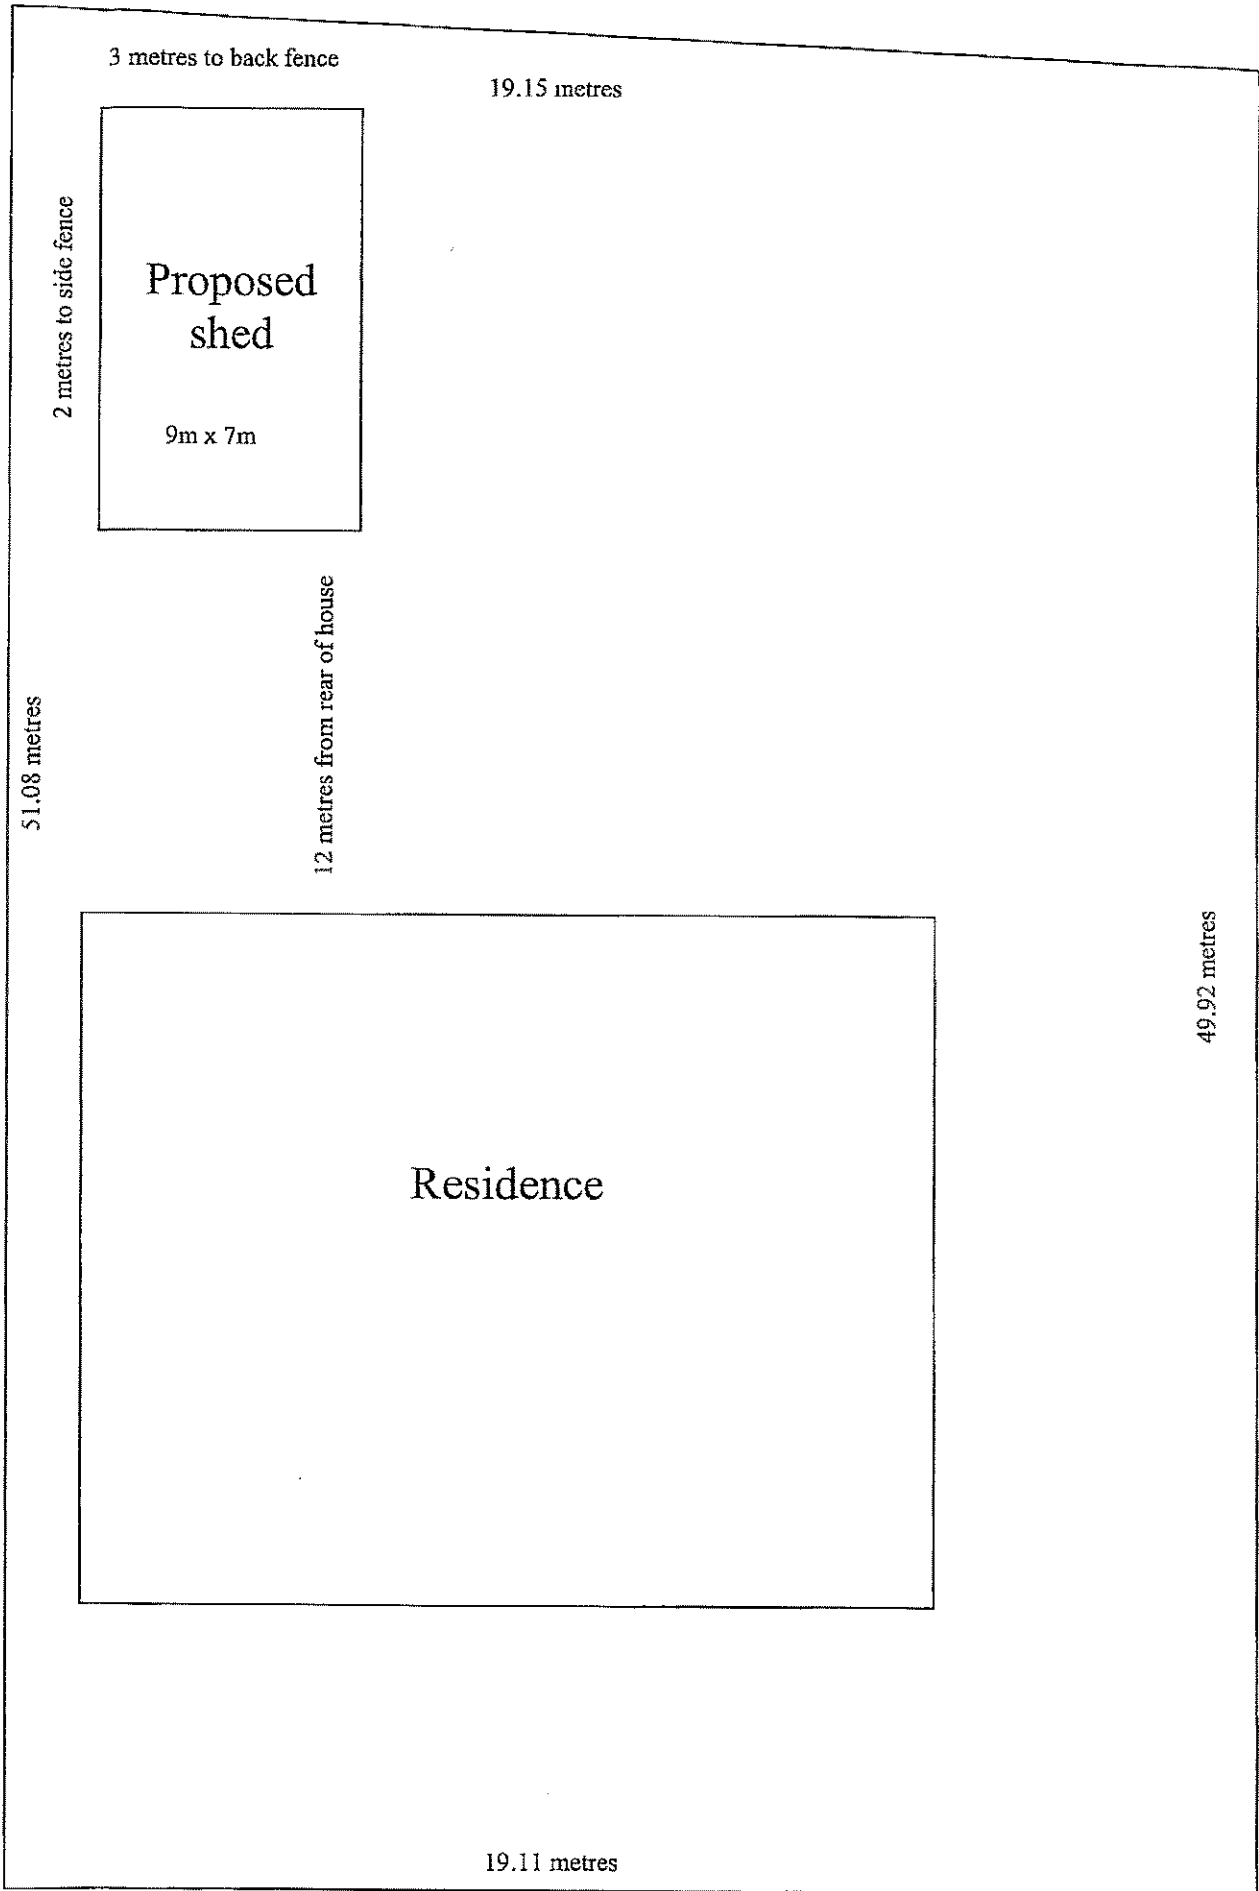 3 metres to back fence
19.15 metres
2 metres to side fence
Proposed
shed
9m x 7m
12 metres from rear of house
51.08 metres
49.92 metres
Residence
19.11 metres